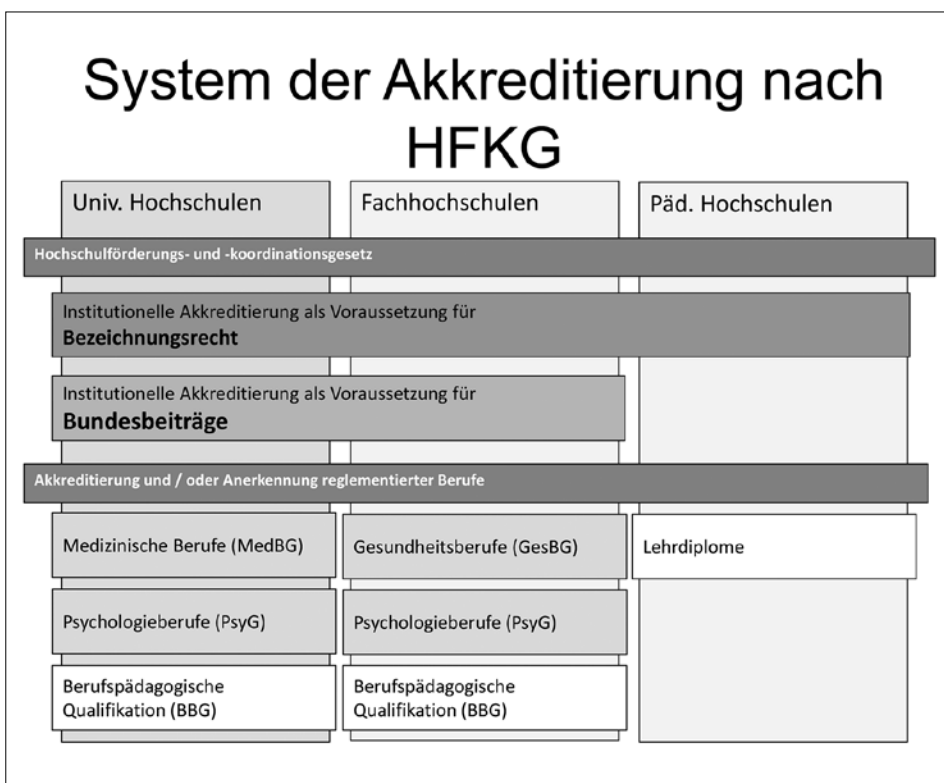 System der Akkreditierung nach
HFKG
Univ. Hochschulen
Fachhochschulen
Päd. Hochschulen
Hochschulförderungs- und -koordinationsgesetz
Institutionelle Akkreditierung als Voraussetzung für
Bezeichnungsrecht
Institutionelle Akkreditierung als Voraussetzung für
Bundesbeiträge
Akkreditierung und / oder Anerkennung reglementierter Berufe
Medizinische Berufe (MedBG)
Gesundheitsberufe (GesBG)
Lehrdiplome
Psychologieberufe (PsyG)
Psychologieberufe (PsyG)
Berufspädagogische
Qualifikation (BBG)
Berufspädagogische
Qualifikation (BBG)